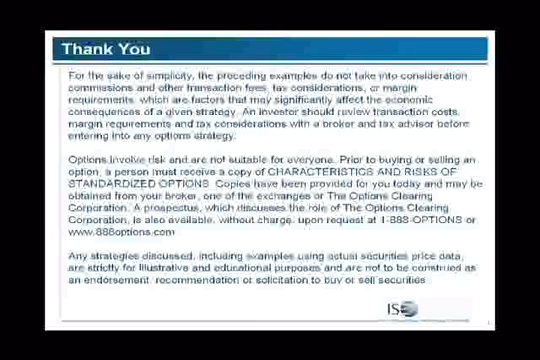 Thank You
For the sake of simplicity, the preceding examples do not take into consideration
commissions and other transaction fees, tax considerations, or margin
requirements, which are factors that may significantly affect the economic
consequences of a given strategy. An investor should review transaction costs,
margin requirements and tax considerations with a broker and tax advisor before
entering into any options strategy.
Options involve risk and are not suitable for everyone. Prior to buying or selling an
option, a person must receive a copy of CHARACTERISTICS AND RISKS OF
STANDARDIZED OPTIONS. Copies have been provided for you today and may be
obtained from your broker, one of the exchanges or The Options Clearing
Corporation. A prospectus, which discusses the role of The Options Clearing
Corporation, is also available, without charge, upon request at 1-888-OPTIONS or
www.888options.com
Any strategies discussed, including examples using actual securities price data,
are strictly for illustrative and educational purposes and are not to be construed as
an endorsement, recommendation or solicitation to buy or sell securities.
ISE